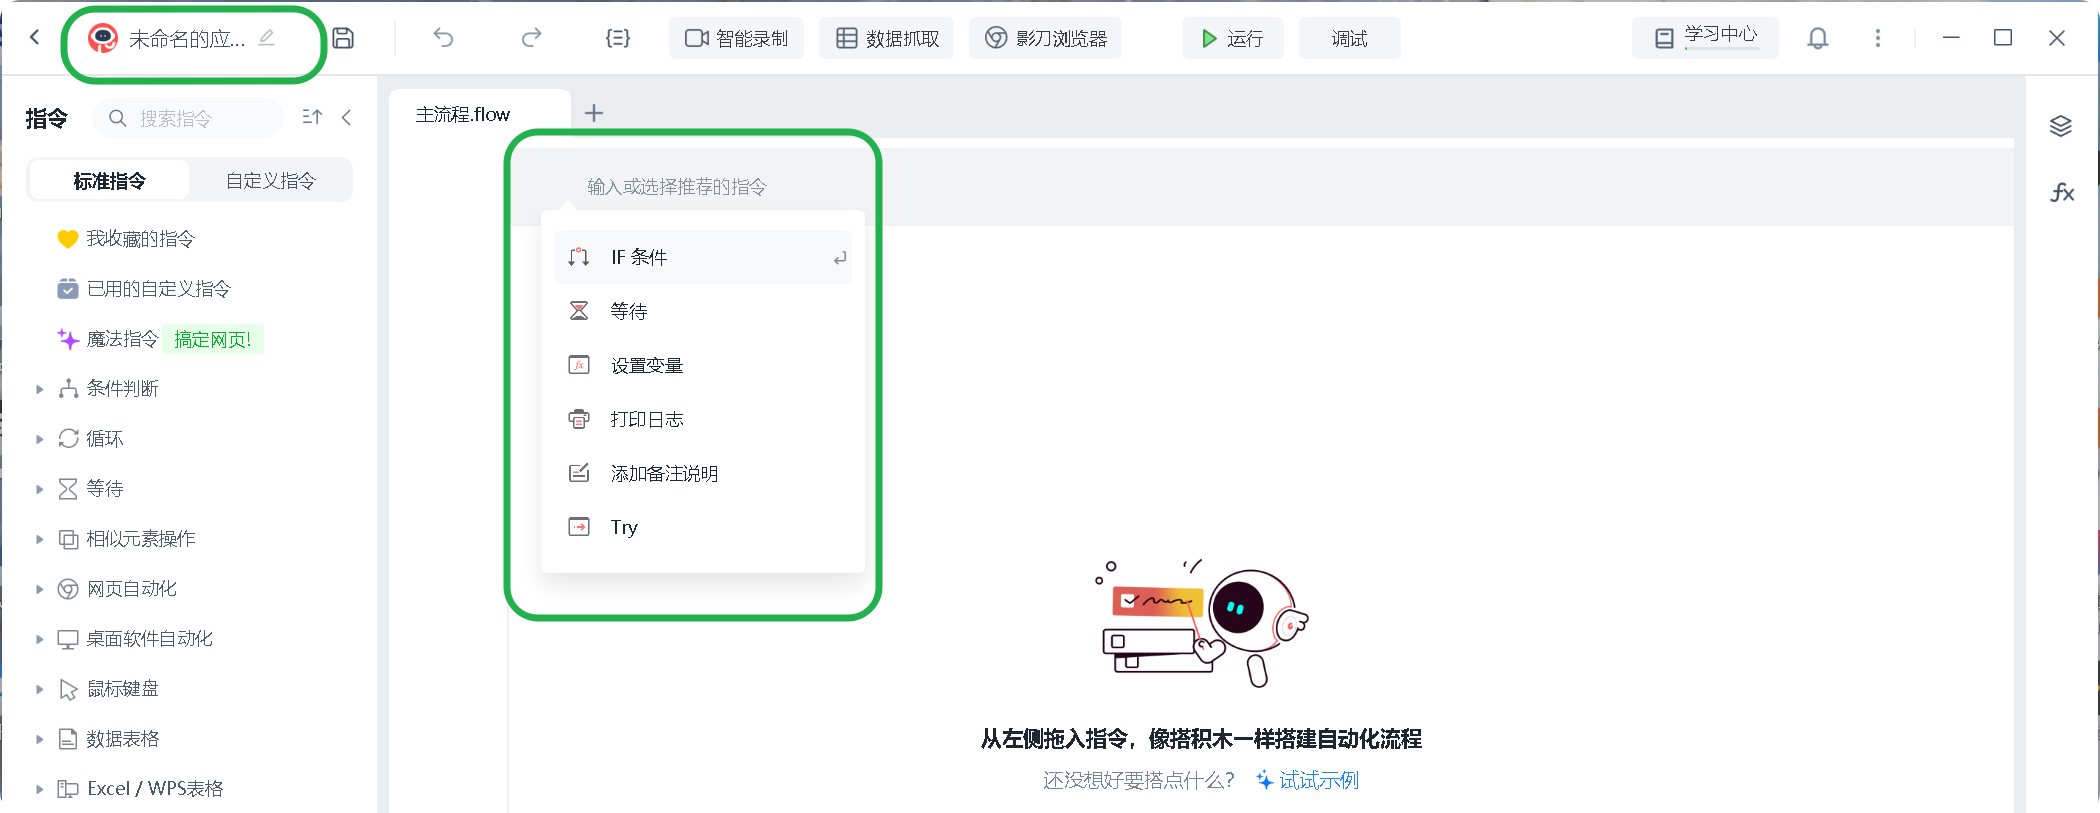 未命名的应...
智能录制
数据抓取
影刀浏览器
运行
调试
学习中心
指令
搜索指令
标准指令
自定义指令
我收藏的指令
已用的自定义指令
魔法指令 搞定网页!
条件判断
循环
等待
相似元素操作
网页自动化
桌面软件自动化
鼠标键盘
数据表格
Excel / WPS表格
主流程.flow
输入或选择推荐的指令
IF 条件
等待
设置变量
打印日志
添加备注说明
Try
从左侧拖入指令，像搭积木一样搭建自动化流程
还没想好要搭点什么? 试试示例
fx